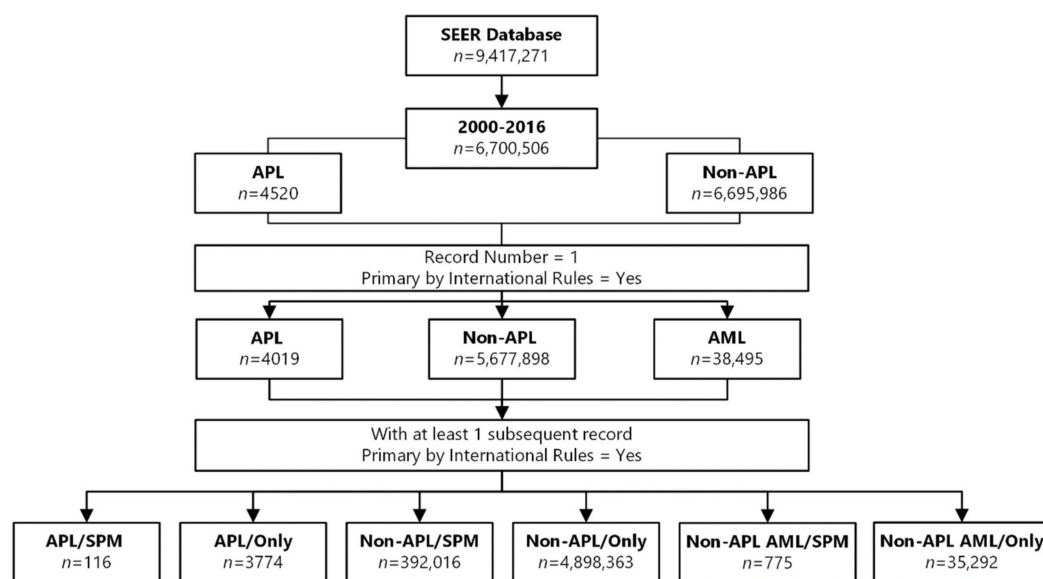 SEER Database
n=9,417,271
2000-2016
n=6,700,506
APL
n=4520
Non-APL
n=6,695,986
Record Number = 1
Primary by International Rules = Yes
APL
n=4019
Non-APL
n=5,677,898
AML
n=38,495
With at least 1 subsequent record
Primary by International Rules = Yes
APL/SPM
n=116
APL/Only
n=3774
Non-APL/SPM
n=392,016
Non-APL/Only
n=4,898,363
Non-APL AML/SPM
n=775
Non-APL AML/Only
n=35,292